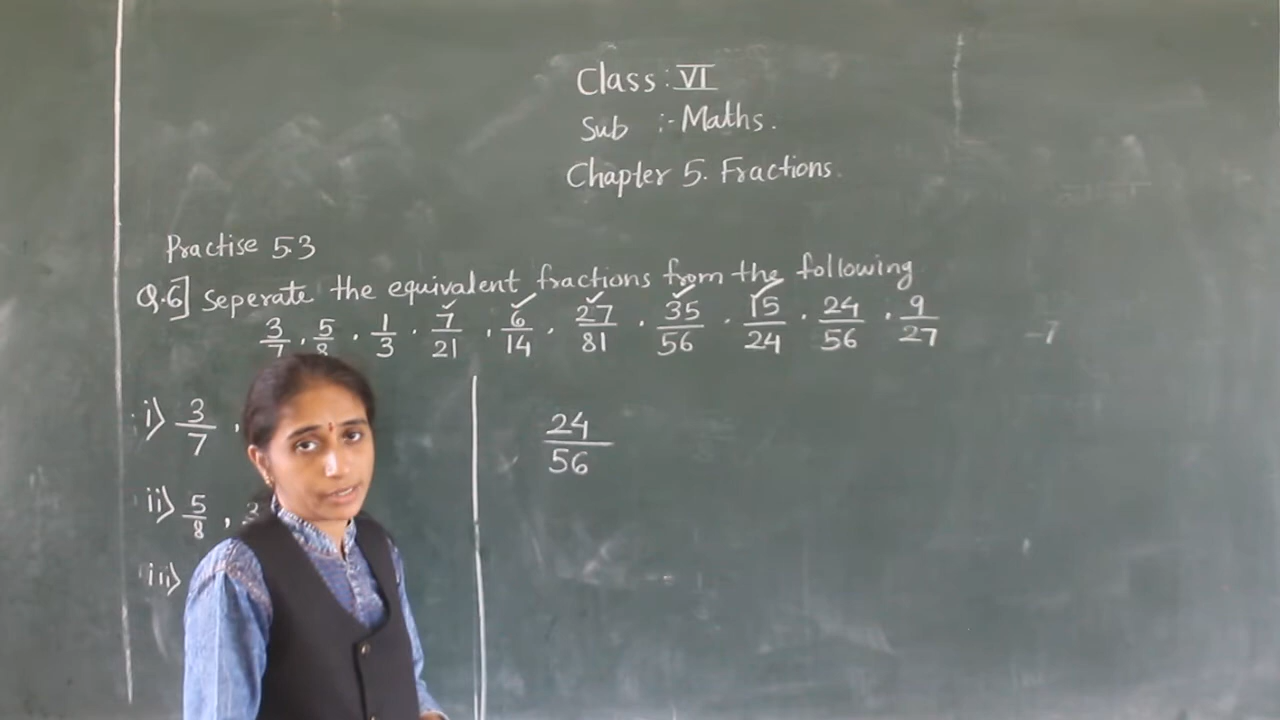 Class : VI
Sub :- Maths.
Chapter 5. Fractions.
Practise 5.3
Q.6] Seperate the equivalent fractions from the following
3/7 , 5/8 , 1/3 , 7/21 , 6/14 , 27/81 , 35/56 , 15/24 , 24/56 , 9/27
i) 3/7 ,
24/56
ii) 5/8 , 3
iii)